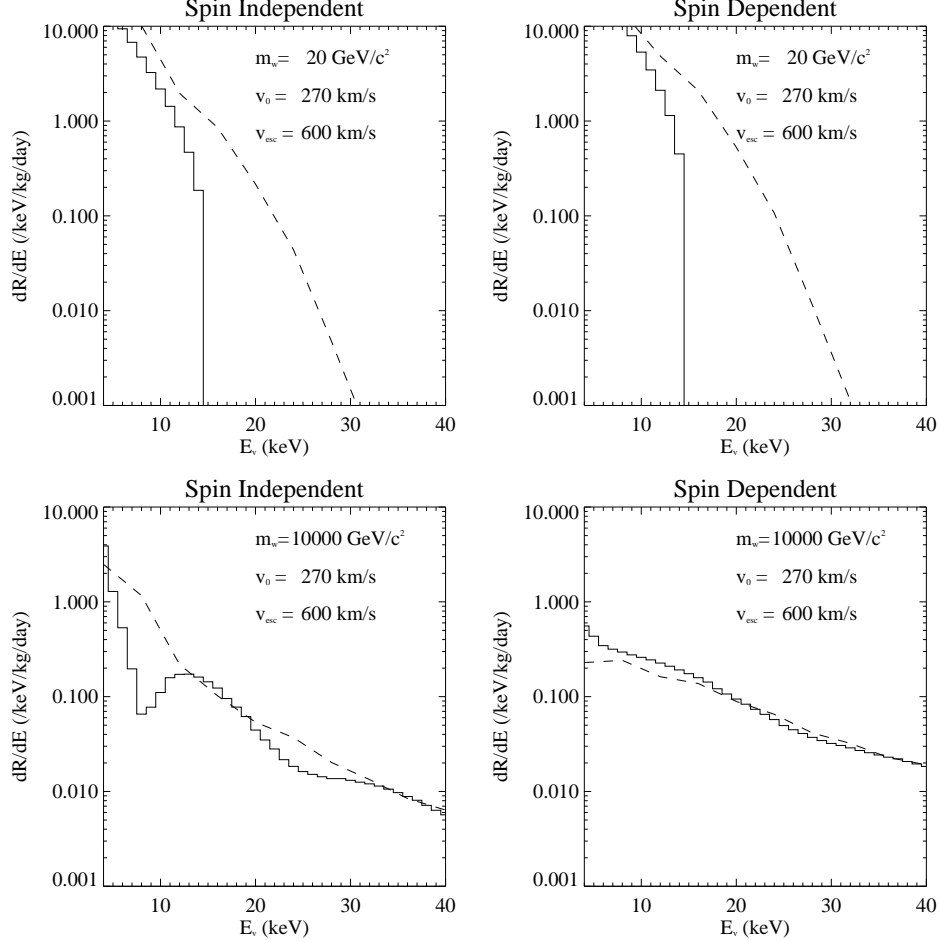 Spin Independent
10.000
1.000
0.100
0.010
0.001
dR/dE (/keV/kg/day)
m_w= 20 GeV/c²
v_0 = 270 km/s
v_esc = 600 km/s
10 20 30 40
E_v (keV)
Spin Dependent
10.000
1.000
0.100
0.010
0.001
dR/dE (/keV/kg/day)
m_w= 20 GeV/c²
v_0 = 270 km/s
v_esc = 600 km/s
10 20 30 40
E_v (keV)
Spin Independent
10.000
1.000
0.100
0.010
0.001
dR/dE (/keV/kg/day)
m_w=10000 GeV/c²
v_0 = 270 km/s
v_esc = 600 km/s
10 20 30 40
E_v (keV)
Spin Dependent
10.000
1.000
0.100
0.010
0.001
dR/dE (/keV/kg/day)
m_w=10000 GeV/c²
v_0 = 270 km/s
v_esc = 600 km/s
10 20 30 40
E_v (keV)